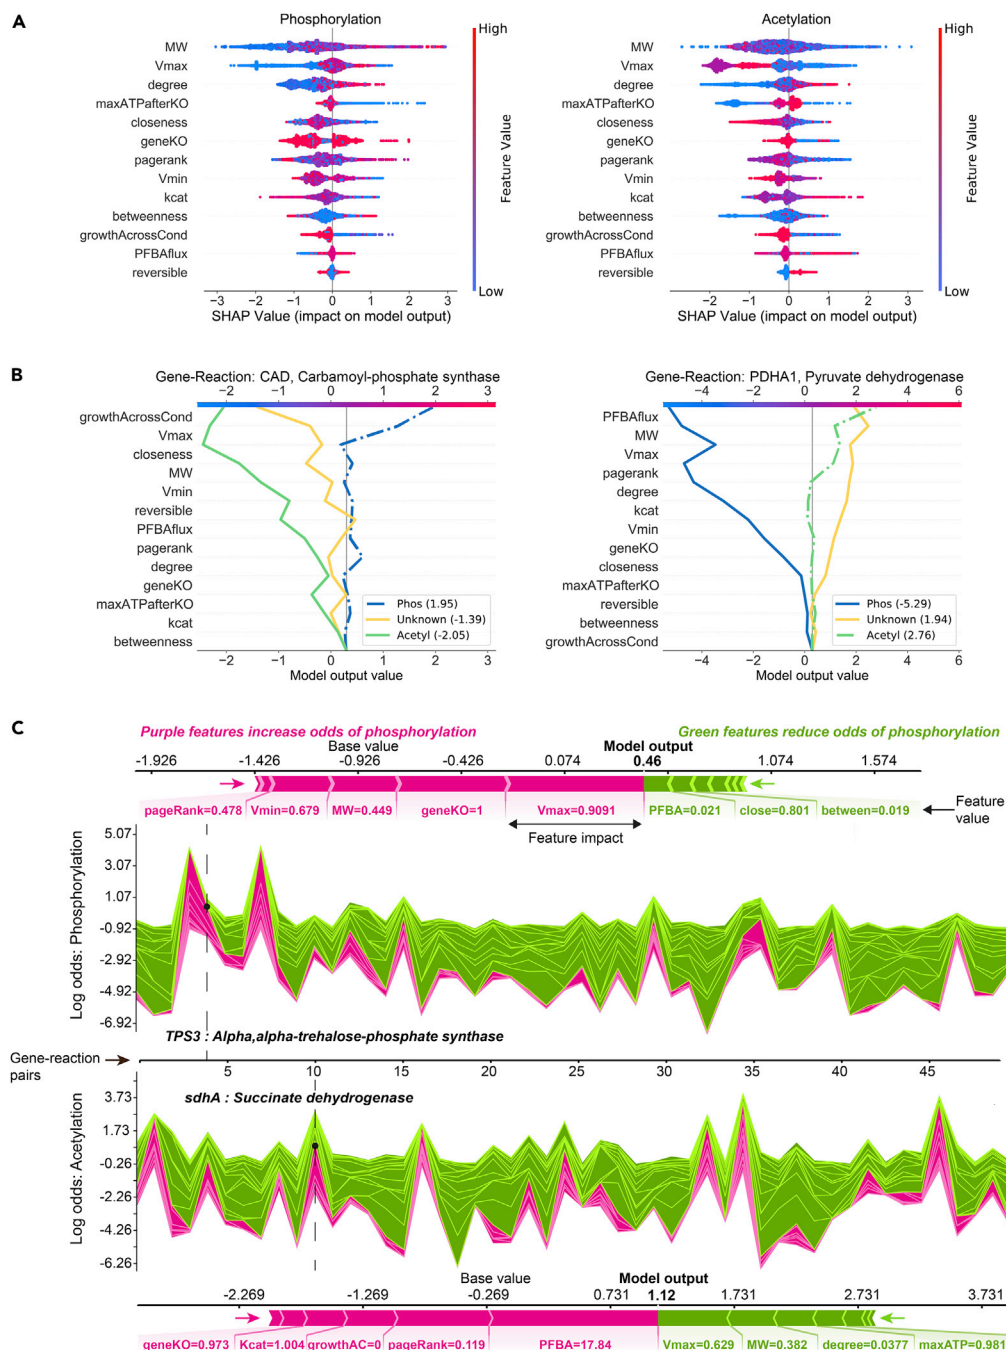 A
Phosphorylation
MW
Vmax
degree
maxATPafterKO
closeness
geneKO
pagerank
Vmin
kcat
betweenness
growthAcrossCond
PFBAflux
reversible
−3 −2 −1 0 1 2 3
SHAP Value (impact on model output)
High
Feature Value
Low
Acetylation
MW
Vmax
degree
maxATPafterKO
closeness
geneKO
pagerank
Vmin
kcat
betweenness
growthAcrossCond
PFBAflux
reversible
−2 −1 0 1 2 3
SHAP Value (impact on model output)
High
Feature Value
Low
B
Gene-Reaction: CAD, Carbamoyl-phosphate synthase
−2 −1 0 1 2 3
growthAcrossCond
Vmax
closeness
MW
Vmin
reversible
PFBAflux
pagerank
degree
geneKO
maxATPafterKO
kcat
betweenness
Phos (1.95)
Unknown (-1.39)
Acetyl (-2.05)
−2 −1 0 1 2 3
Model output value
Gene-Reaction: PDHA1, Pyruvate dehydrogenase
−4 −2 0 2 4 6
PFBAflux
MW
Vmax
pagerank
degree
kcat
Vmin
geneKO
closeness
maxATPafterKO
reversible
betweenness
growthAcrossCond
Phos (-5.29)
Unknown (1.94)
Acetyl (2.76)
−4 −2 0 2 4 6
Model output value
C
Purple features increase odds of phosphorylation
Green features reduce odds of phosphorylation
Base value
Model output
-1.926 -1.426 -0.926 -0.426 0.074 0.46 1.074 1.574
pageRank=0.478 Vmin=0.679 MW=0.449 geneKO=1 Vmax=0.9091 PFBA=0.021 close=0.801 between=0.019
Feature value
Feature impact
Log odds: Phosphorylation
5.07
3.07
1.07
-0.92
-2.92
-4.92
-6.92
TPS3 : Alpha,alpha-trehalose-phosphate synthase
Gene-reaction pairs
5 10 15 20 25 30 35 40 45
sdhA : Succinate dehydrogenase
Log odds: Acetylation
3.73
1.73
-0.26
-2.26
-4.26
-6.26
Base value
Model output
-2.269 -1.269 -0.269 0.731 1.12 1.731 2.731 3.731
geneKO=0.973 Kcat=1.004 growthAC=0 pageRank=0.119 PFBA=17.84 Vmax=0.629 MW=0.382 degree=0.0377 maxATP=0.981